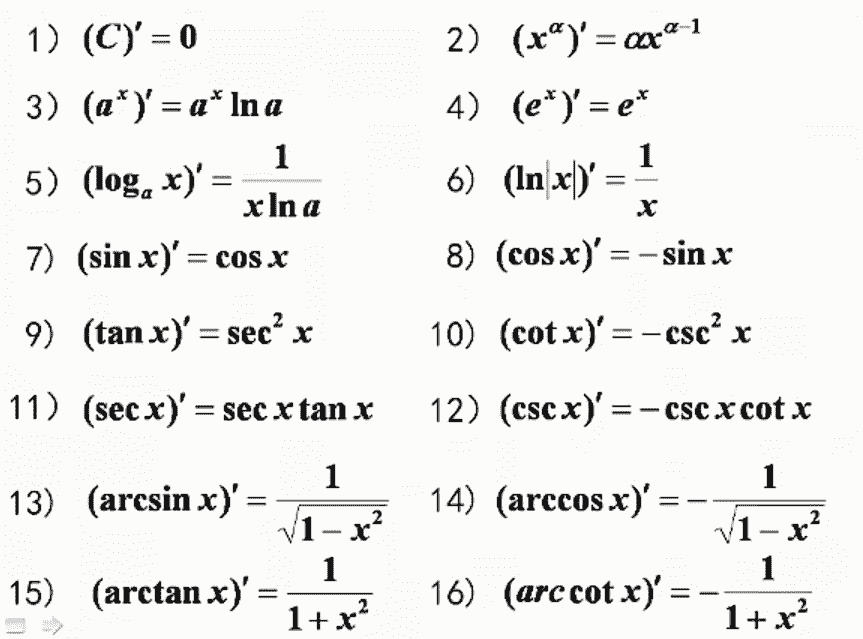 1) (C)′ = 0
2) (x^α)′ = αx^(α−1)
3) (a^x)′ = a^x ln a
4) (e^x)′ = e^x
5) (log_a x)′ = 1/(x ln a)
6) (ln|x|)′ = 1/x
7) (sin x)′ = cos x
8) (cos x)′ = − sin x
9) (tan x)′ = sec² x
10) (cot x)′ = −csc² x
11) (sec x)′ = sec x tan x
12) (csc x)′ = −csc x cot x
13) (arcsin x)′ = 1/√(1 − x²)
14) (arccos x)′ = − 1/√(1 − x²)
15) (arctan x)′ = 1/(1 + x²)
16) (arc cot x)′ = − 1/(1 + x²)